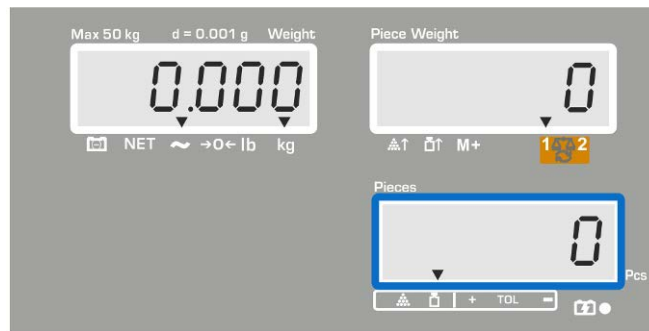 Max 50 kg d = 0.001 g Weight
0.000
NET ~ →0← lb kg
Piece Weight
0
↑ ↑ M+ 1 2
Pieces
0
Pcs
+ TOL -